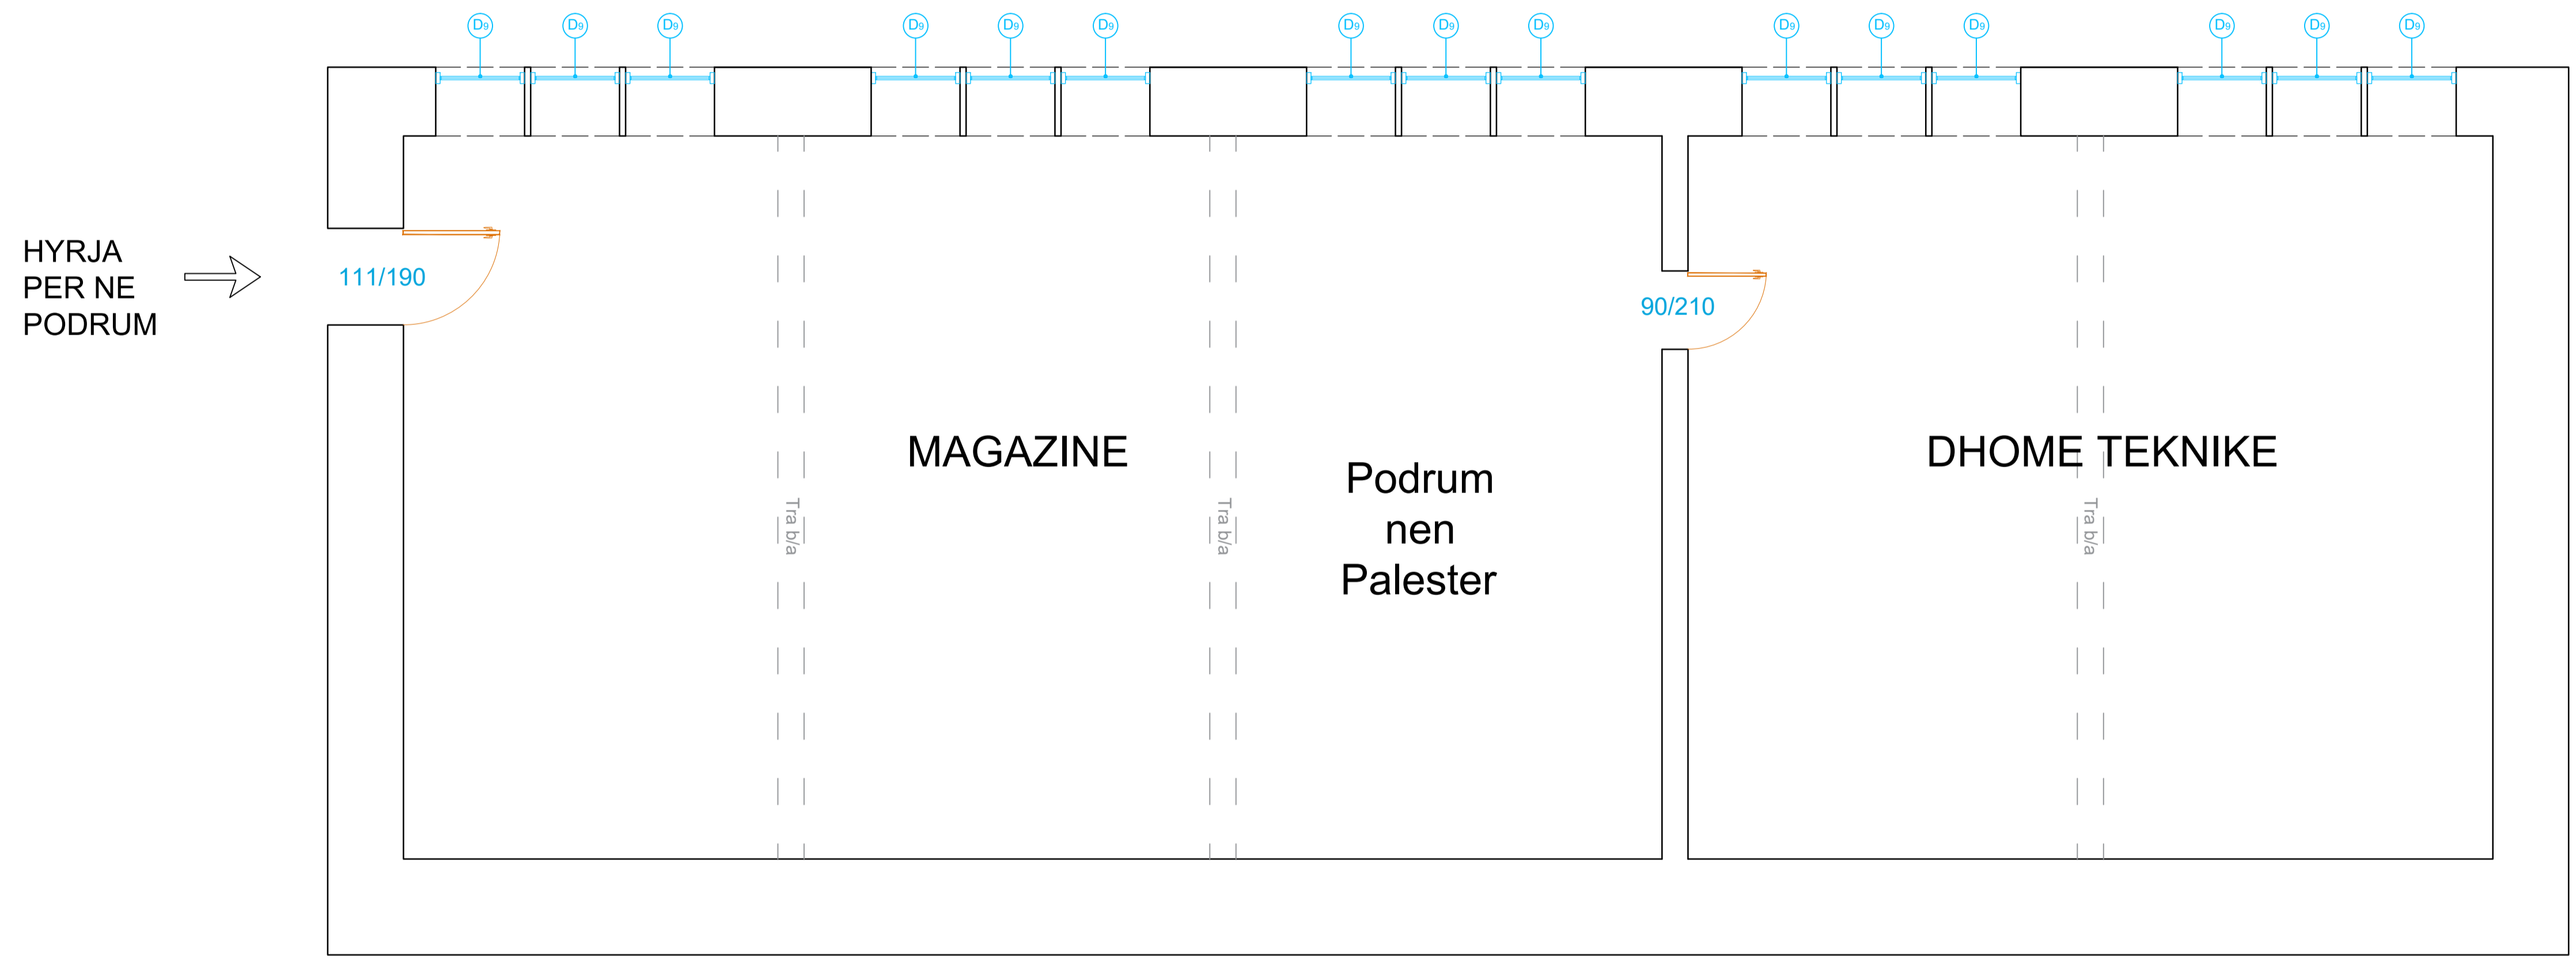 D9 D9 D9 D9 D9 D9 D9 D9 D9 D9 D9 D9 D9 D9 D9
HYRJA
PER NE
PODRUM
111/190
90/210
MAGAZINE
DHOME TEKNIKE
Podrum
nen
Palester
Tra b/a
Tra b/a
Tra b/a